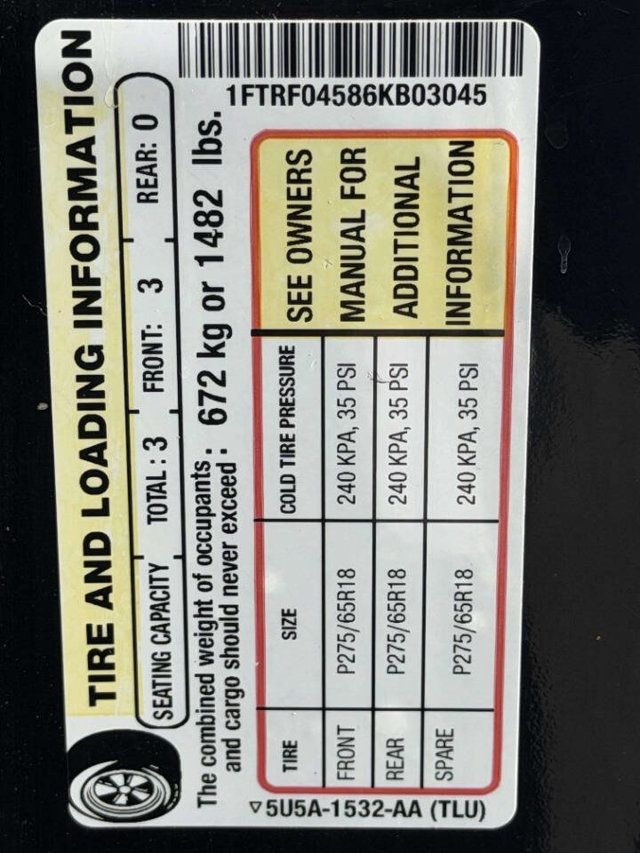 1FTRF04586KB03045
TIRE AND LOADING INFORMATION
SEATING CAPACITY TOTAL : 3 FRONT: 3 REAR: 0
The combined weight of occupants
and cargo should never exceed : 672 kg or 1482 lbs.
TIRE SIZE COLD TIRE PRESSURE
FRONT P275/65R18 240 KPA, 35 PSI
REAR P275/65R18 240 KPA, 35 PSI
SPARE P275/65R18 240 KPA, 35 PSI
SEE OWNERS
MANUAL FOR
ADDITIONAL
INFORMATION
5U5A-1532-AA (TLU)